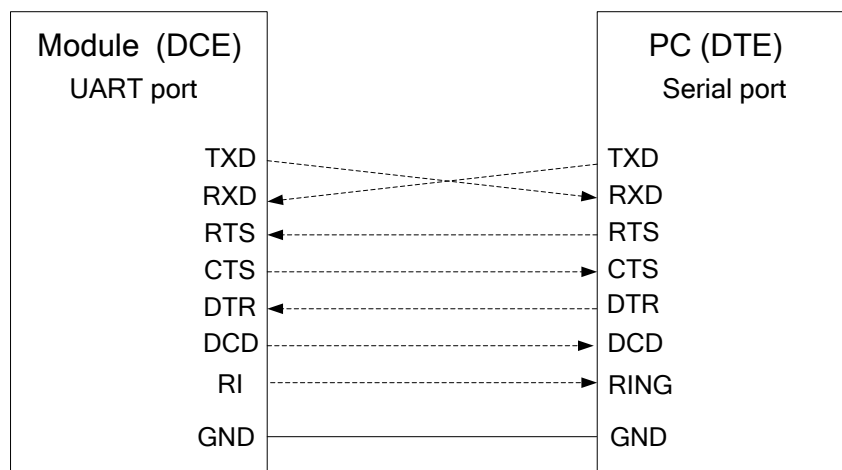 Module (DCE) PC (DTE)
UART port Serial port
TXD TXD
RXD RXD
RTS RTS
CTS CTS
DTR DTR
DCD DCD
RI RING
GND GND